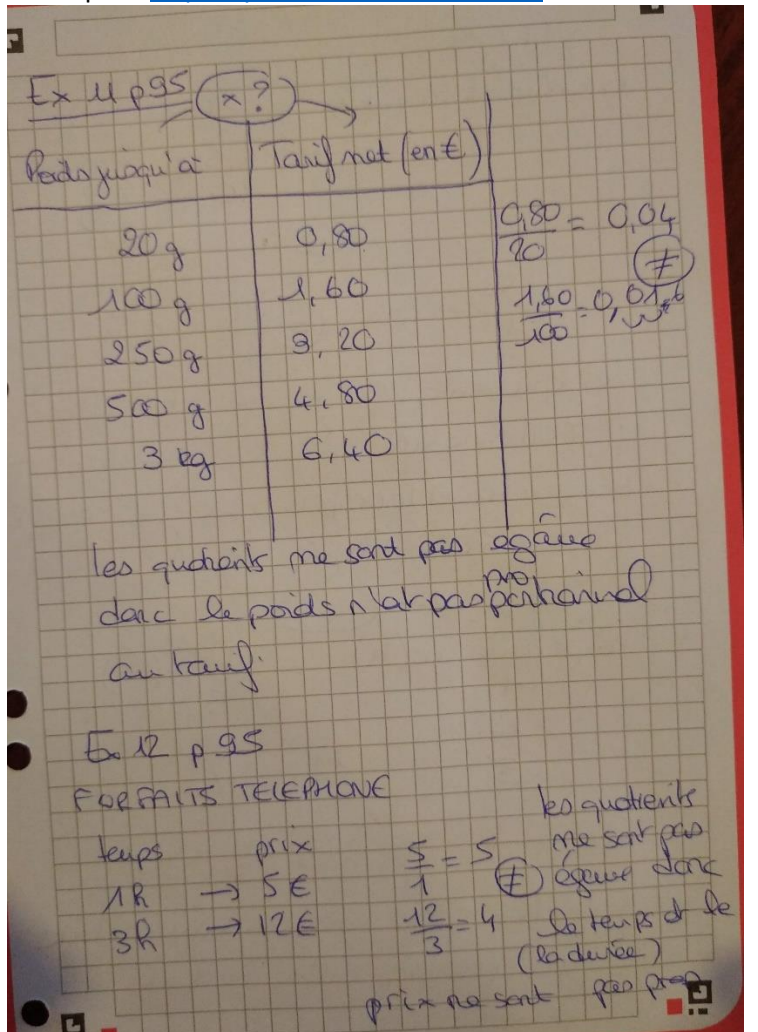 Ex 11 p95 x ?
Poids jusqu'à Tarif net (en €)
20 g 0,80 0,80/20 = 0,04
≠
100 g 1,60 1,60/100 = 0,016
250 g 3,20
500 g 4,80
3 kg 6,40
les quotients ne sont pas égaux
donc le poids n'est pas proportionnel
au tarif.
Ex 12 p 95
FORFAITS TELEPHONE
temps prix 5/1 = 5
1h → 5€
3h → 12€ 12/3 = 4
≠
les quotients
ne sont pas
égaux donc
le temps et le
(la durée)
prix ne sont pas prop